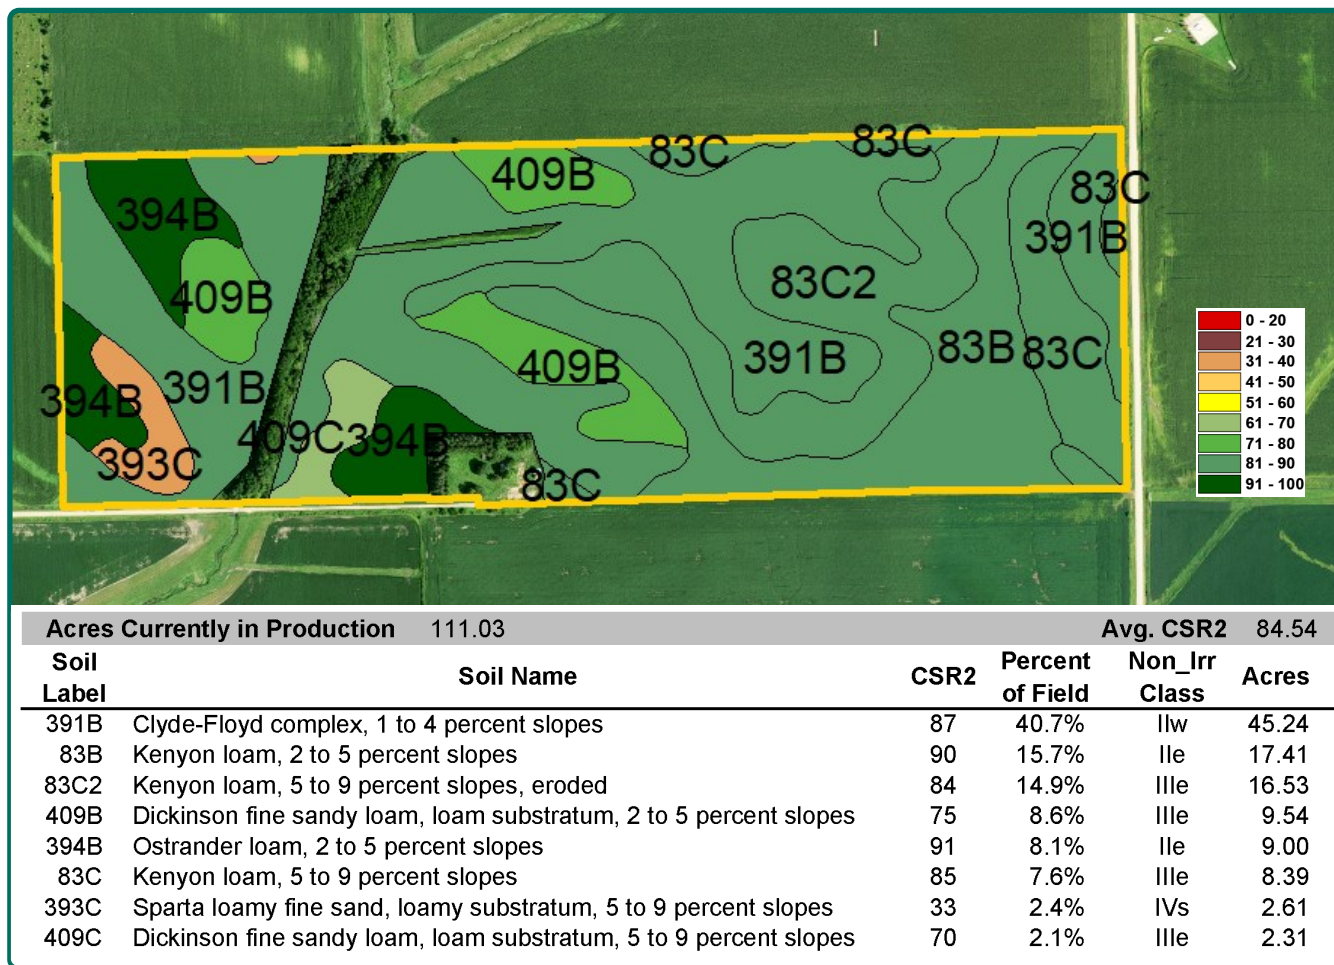 83C
83C
409B
83C
394B
391B
83C2
409B
83B
83C
391B
409B
391B
394B
409C
394B
393C
83C
0 - 20
21 - 30
31 - 40
41 - 50
51 - 60
61 - 70
71 - 80
81 - 90
91 - 100
Acres Currently in Production 111.03 Avg. CSR2 84.54
Soil Label Soil Name CSR2 Percent of Field Non_Irr Class Acres
391B Clyde-Floyd complex, 1 to 4 percent slopes 87 40.7% IIw 45.24
83B Kenyon loam, 2 to 5 percent slopes 90 15.7% IIe 17.41
83C2 Kenyon loam, 5 to 9 percent slopes, eroded 84 14.9% IIIe 16.53
409B Dickinson fine sandy loam, loam substratum, 2 to 5 percent slopes 75 8.6% IIIe 9.54
394B Ostrander loam, 2 to 5 percent slopes 91 8.1% IIe 9.00
83C Kenyon loam, 5 to 9 percent slopes 85 7.6% IIIe 8.39
393C Sparta loamy fine sand, loamy substratum, 5 to 9 percent slopes 33 2.4% IVs 2.61
409C Dickinson fine sandy loam, loam substratum, 5 to 9 percent slopes 70 2.1% IIIe 2.31